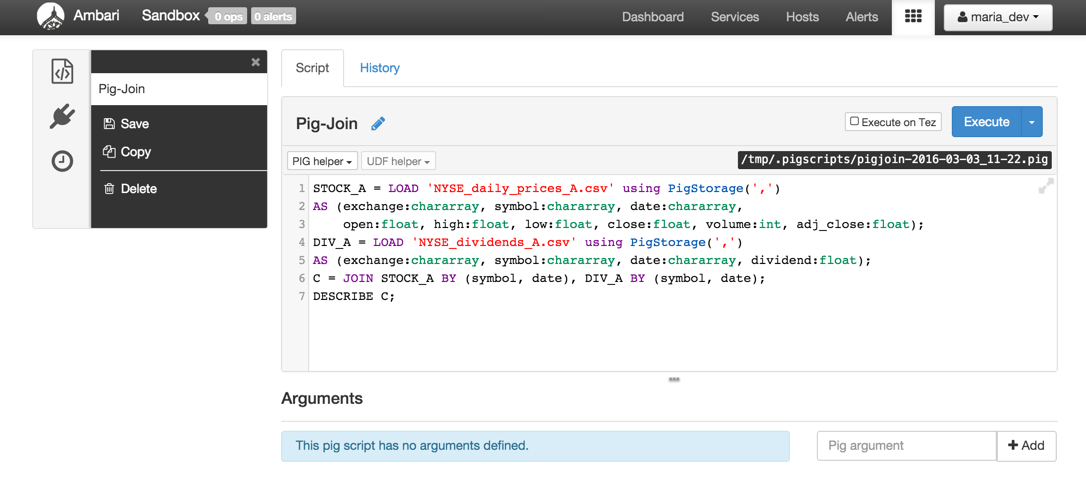 Ambari Sandbox 0 ops 0 alerts Dashboard Services Hosts Alerts maria_dev
Script History
Pig-Join
Save
Copy
Delete
Pig-Join Execute on Tez Execute
PIG helper UDF helper /tmp/.pigscripts/pigjoin-2016-03-03_11-22.pig
1 STOCK_A = LOAD 'NYSE_daily_prices_A.csv' using PigStorage(',')
2 AS (exchange:chararray, symbol:chararray, date:chararray,
3 open:float, high:float, low:float, close:float, volume:int, adj_close:float);
4 DIV_A = LOAD 'NYSE_dividends_A.csv' using PigStorage(',')
5 AS (exchange:chararray, symbol:chararray, date:chararray, dividend:float);
6 C = JOIN STOCK_A BY (symbol, date), DIV_A BY (symbol, date);
7 DESCRIBE C;
Arguments
This pig script has no arguments defined. Pig argument + Add